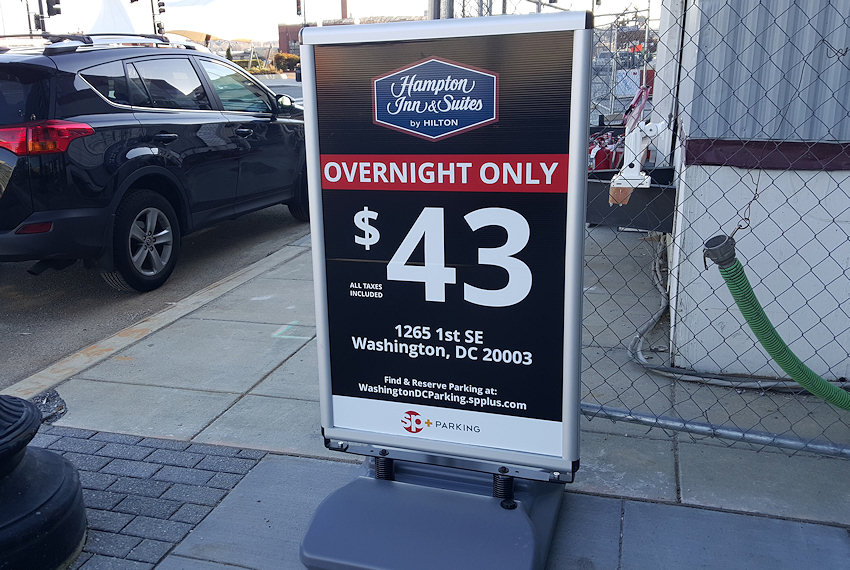 Hampton
Inn & Suites
by HILTON
OVERNIGHT ONLY
$43
ALL TAXES
INCLUDED
1265 1st SE
Washington, DC 20003
Find & Reserve Parking at:
WashingtonDCParking.spplus.com
sp+ PARKING